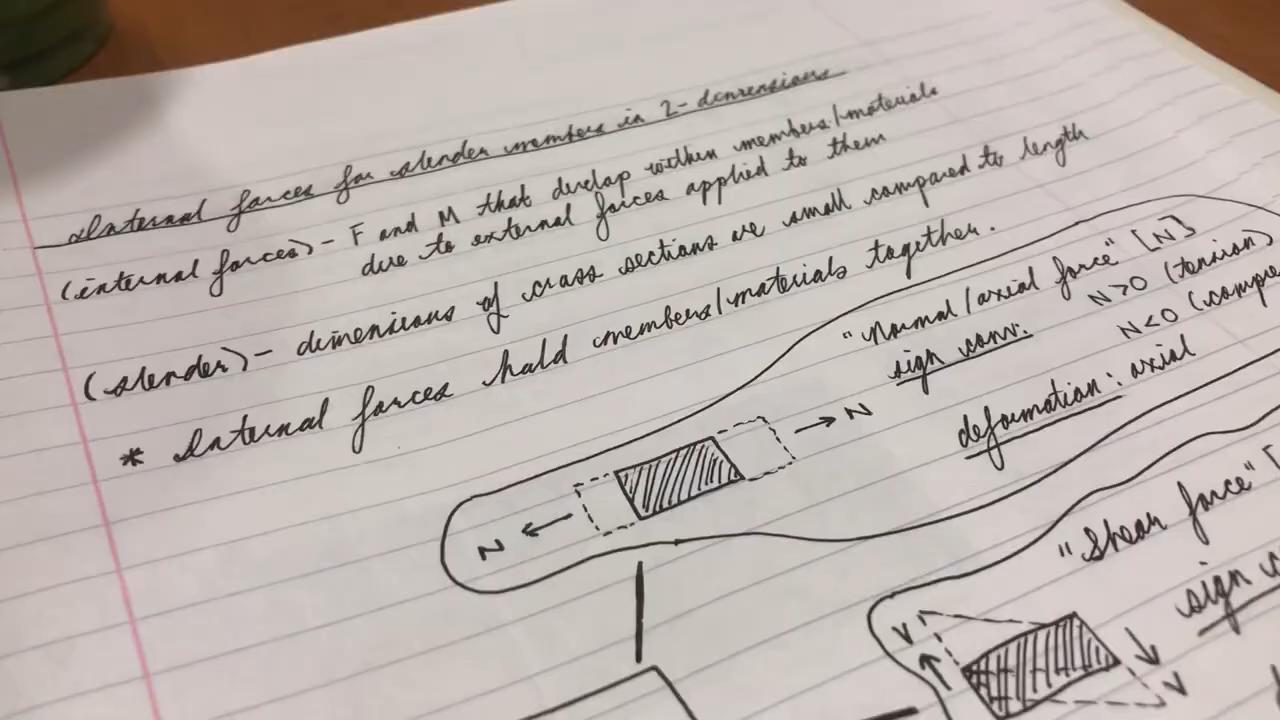 Internal forces for slender members in 2-dimensions
(internal forces) - F and M that develop within members/materials
due to external forces applied to them
(slender) - dimensions of cross sections are small compared to length
* Internal forces hold members/materials together.
"Normal/axial force" [N]
sign conv: N>0 (tension)
N<0 (compre
deformation: axial
N
N
"Shear force" [
sign c
V
V